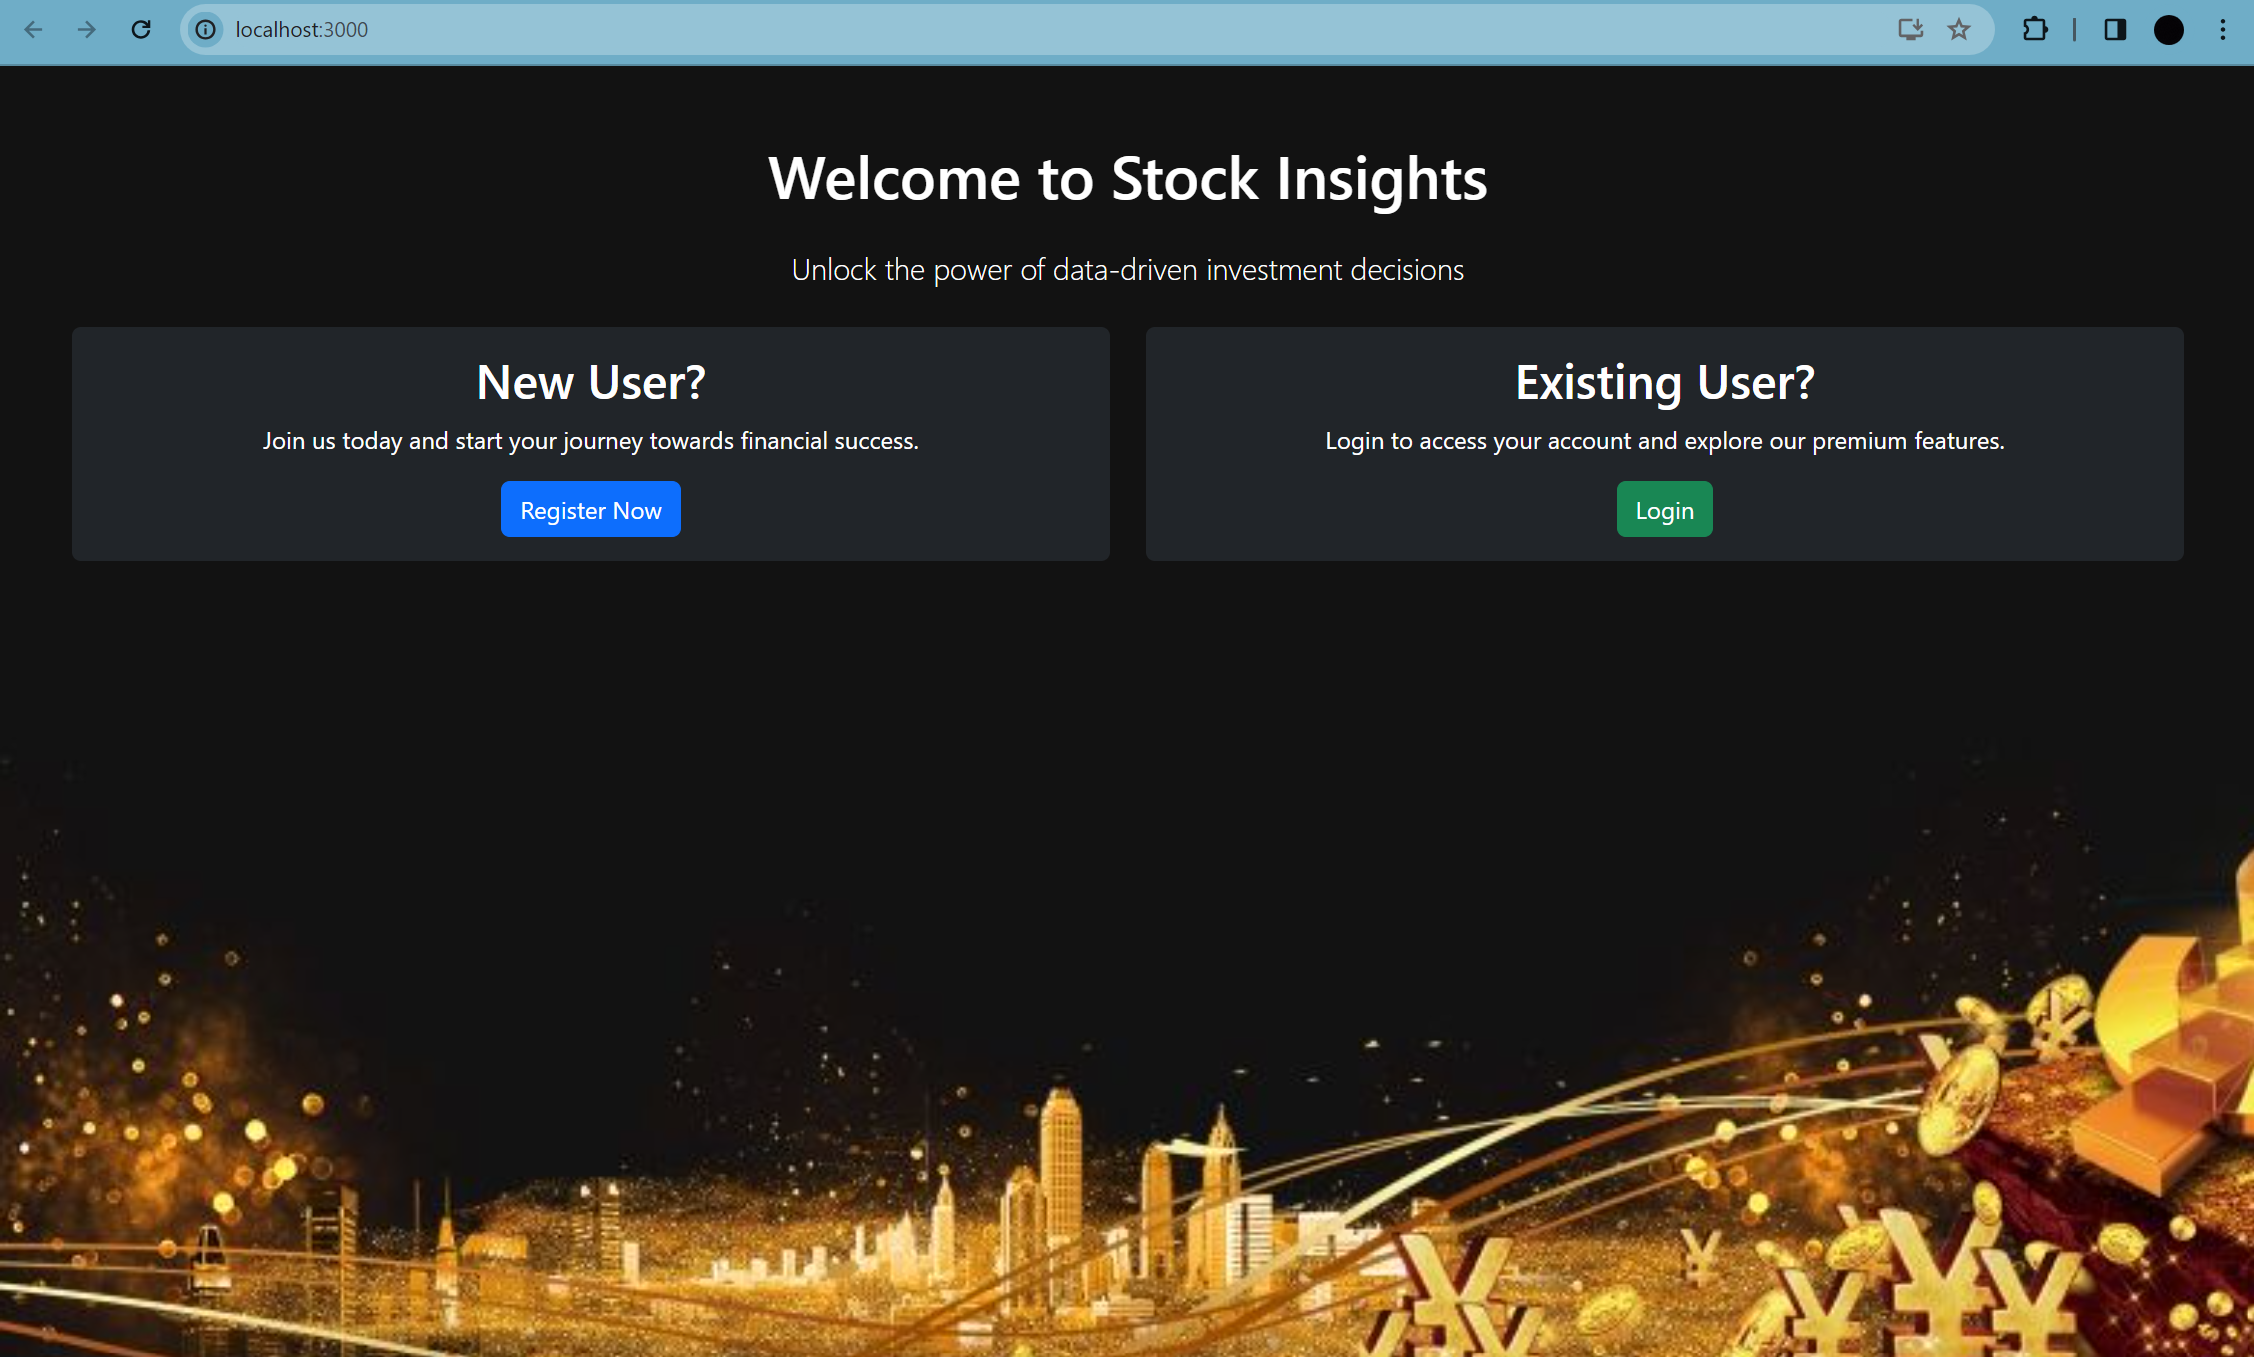 localhost:3000
Welcome to Stock Insights
Unlock the power of data-driven investment decisions
New User?
Join us today and start your journey towards financial success.
Register Now
Existing User?
Login to access your account and explore our premium features.
Login
¥
¥
¥ ¥ ¥ ¥ ¥